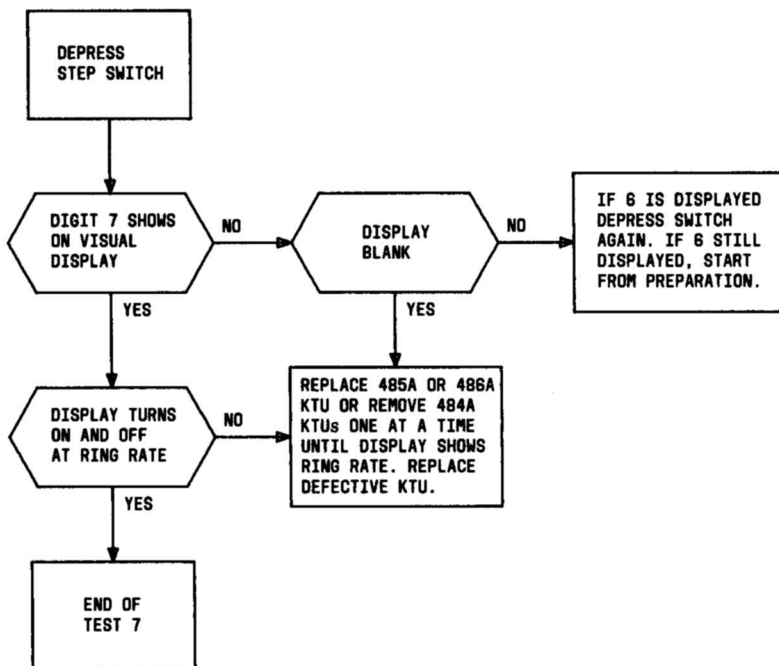 DEPRESS
STEP SWITCH
DIGIT 7 SHOWS
ON VISUAL
DISPLAY
NO
DISPLAY
BLANK
NO
IF 6 IS DISPLAYED
DEPRESS SWITCH
AGAIN. IF 6 STILL
DISPLAYED, START
FROM PREPARATION.
YES
YES
DISPLAY TURNS
ON AND OFF
AT RING RATE
NO
REPLACE 485A OR 486A
KTU OR REMOVE 484A
KTUs ONE AT A TIME
UNTIL DISPLAY SHOWS
RING RATE. REPLACE
DEFECTIVE KTU.
YES
END OF
TEST 7